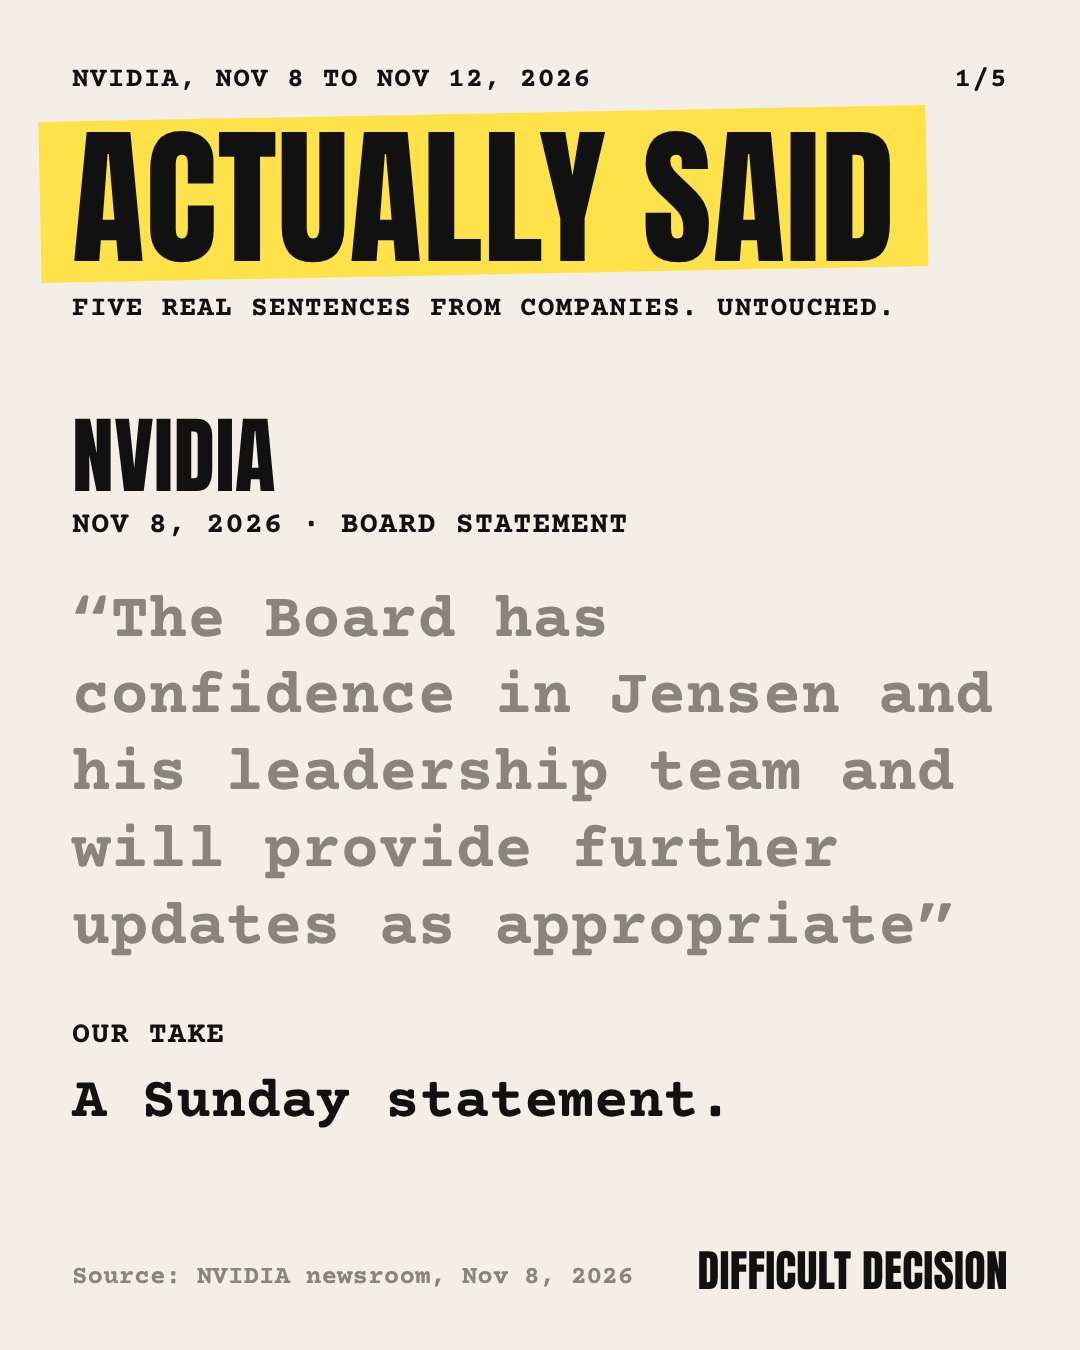 NVIDIA, NOV 8 TO NOV 12, 2026
1/5
ACTUALLY SAID
FIVE REAL SENTENCES FROM COMPANIES. UNTOUCHED.
NVIDIA
NOV 8, 2026 · BOARD STATEMENT
“The Board has
confidence in Jensen and
his leadership team and
will provide further
updates as appropriate”
OUR TAKE
A Sunday statement.
Source: NVIDIA newsroom, Nov 8, 2026
DIFFICULT DECISION